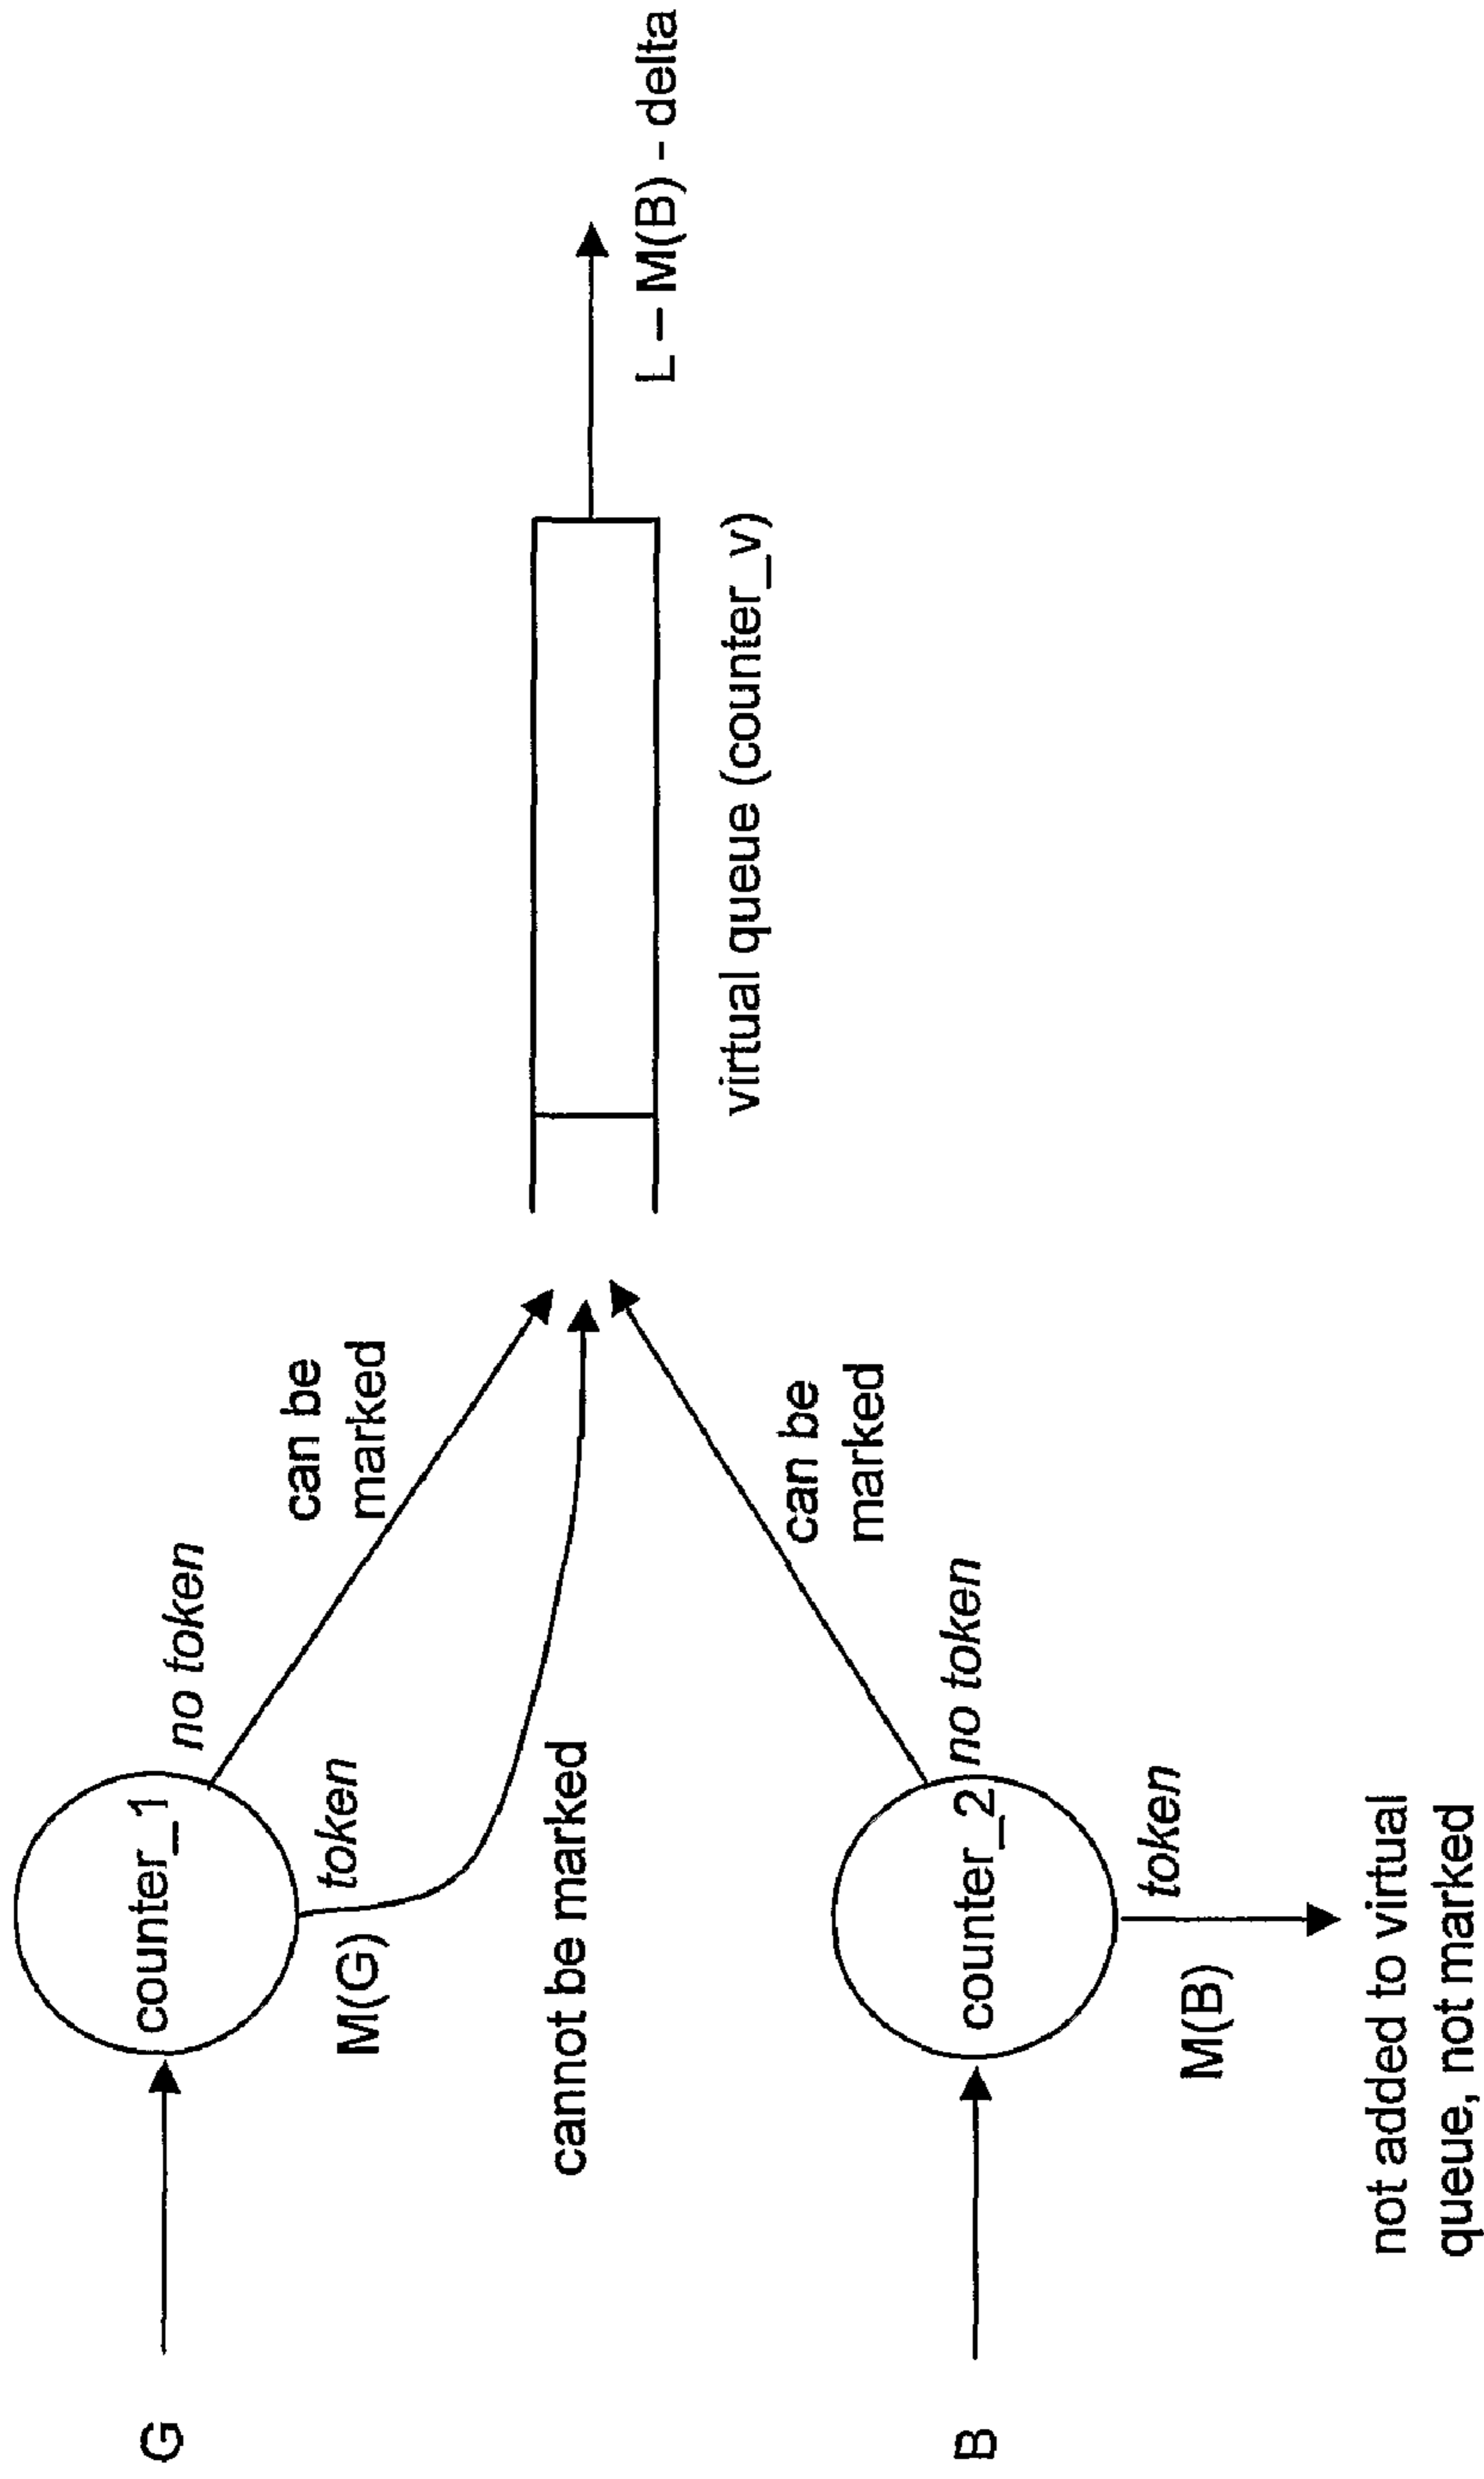 G
counter_1
no token
can be
marked
token
M(G)
cannot be marked
B
counter_2
no token
can be
marked
token
M(B)
not added to virtual
queue, not marked
virtual queue (counter_v)
L – M(B) - delta